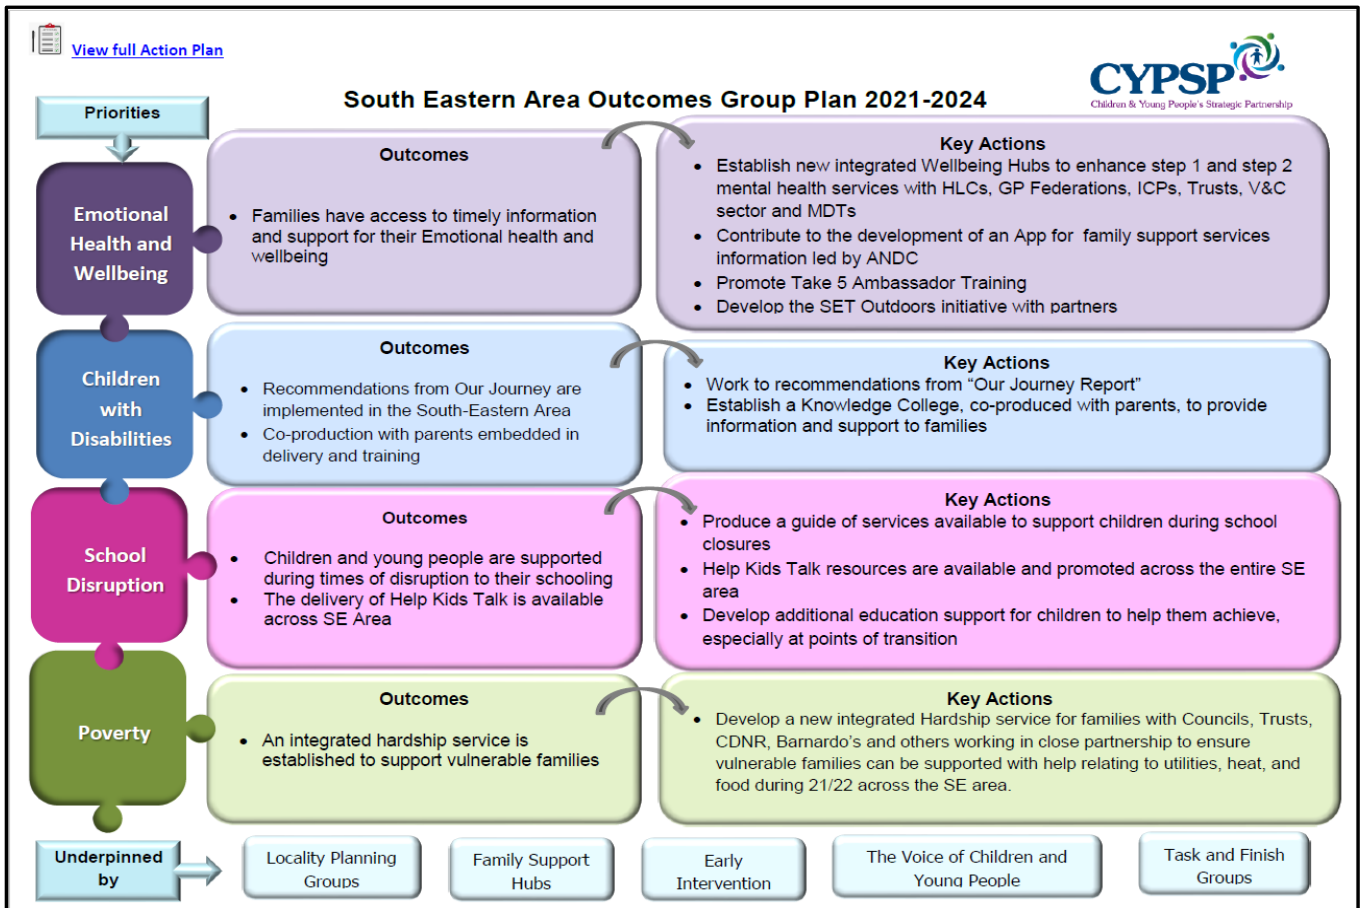 View full Action Plan
CYPSP
Children & Young People's Strategic Partnership
South Eastern Area Outcomes Group Plan 2021-2024
Priorities
Emotional
Health and
Wellbeing
Outcomes
• Families have access to timely information
and support for their Emotional health and
wellbeing
Key Actions
• Establish new integrated Wellbeing Hubs to enhance step 1 and step 2
mental health services with HLCs, GP Federations, ICPs, Trusts, V&C
sector and MDTs
• Contribute to the development of an App for family support services
information led by ANDC
• Promote Take 5 Ambassador Training
• Develop the SET Outdoors initiative with partners
Children
with
Disabilities
Outcomes
• Recommendations from Our Journey are
implemented in the South-Eastern Area
• Co-production with parents embedded in
delivery and training
Key Actions
• Work to recommendations from “Our Journey Report”
• Establish a Knowledge College, co-produced with parents, to provide
information and support to families
School
Disruption
Outcomes
• Children and young people are supported
during times of disruption to their schooling
• The delivery of Help Kids Talk is available
across SE Area
Key Actions
• Produce a guide of services available to support children during school
closures
• Help Kids Talk resources are available and promoted across the entire SE
area
• Develop additional education support for children to help them achieve,
especially at points of transition
Poverty
Outcomes
• An integrated hardship service is
established to support vulnerable families
Key Actions
• Develop a new integrated Hardship service for families with Councils, Trusts,
CDNR, Barnardo’s and others working in close partnership to ensure
vulnerable families can be supported with help relating to utilities, heat, and
food during 21/22 across the SE area.
Underpinned
by
Locality Planning
Groups
Family Support
Hubs
Early
Intervention
The Voice of Children and
Young People
Task and Finish
Groups